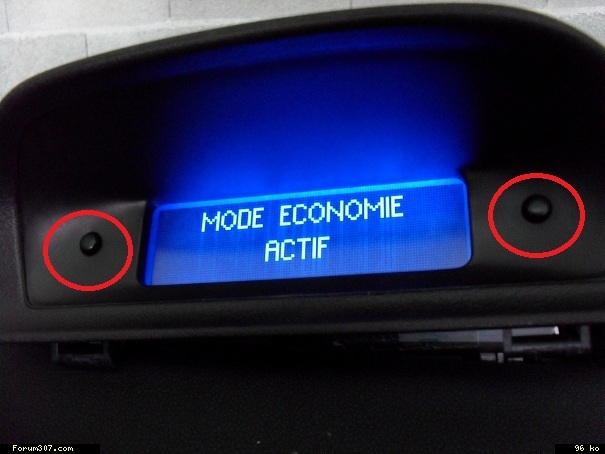 MODE ECONOMIE
ACTIF
Forum307.com
96 ko